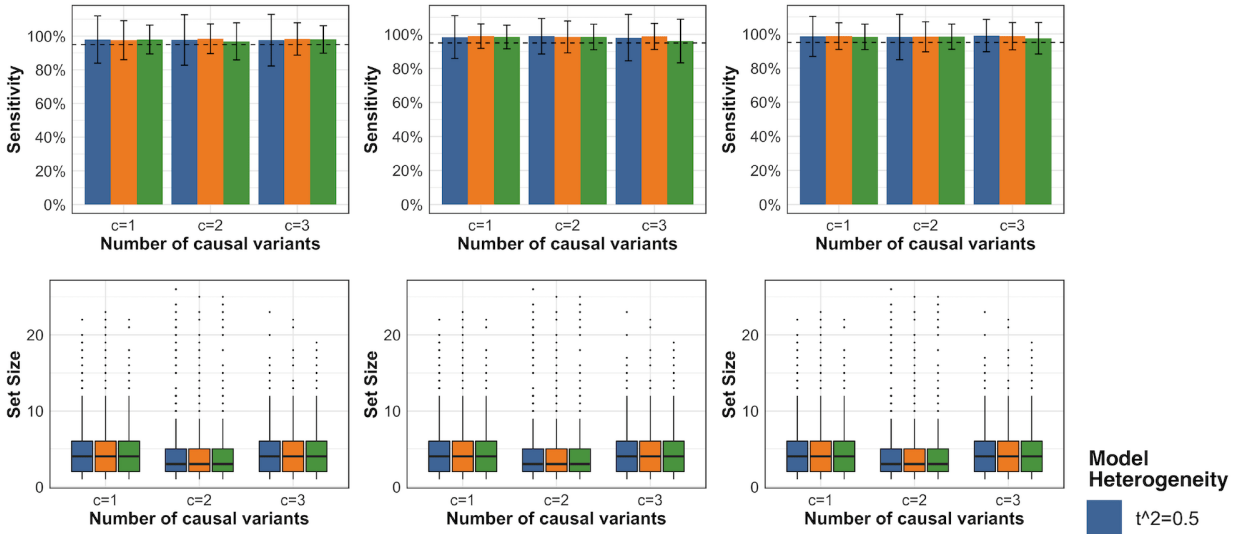 Sensitivity
100%
80%
60%
40%
20%
0%
c=1 c=2 c=3
Number of causal variants
Sensitivity
100%
80%
60%
40%
20%
0%
c=1 c=2 c=3
Number of causal variants
Sensitivity
100%
80%
60%
40%
20%
0%
c=1 c=2 c=3
Number of causal variants
Set Size
20
10
0
c=1 c=2 c=3
Number of causal variants
Set Size
20
10
0
c=1 c=2 c=3
Number of causal variants
Set Size
20
10
0
c=1 c=2 c=3
Number of causal variants
Model
Heterogeneity
t^2=0.5